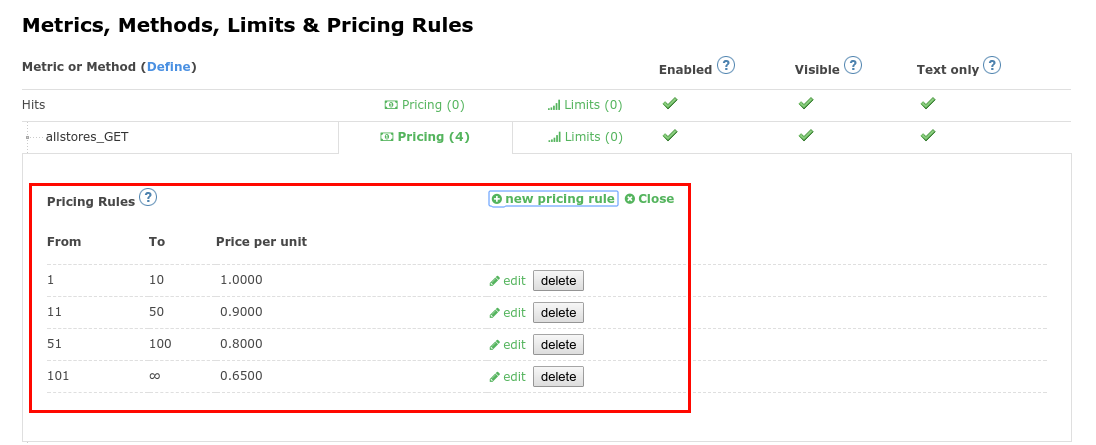 Metrics, Methods, Limits & Pricing Rules
Metric or Method (Define) Enabled ? Visible ? Text only ?
Hits Pricing (0) Limits (0)
allstores_GET Pricing (4) Limits (0)
Pricing Rules ? new pricing rule Close
From To Price per unit
1 10 1.0000 edit delete
11 50 0.9000 edit delete
51 100 0.8000 edit delete
101 ∞ 0.6500 edit delete